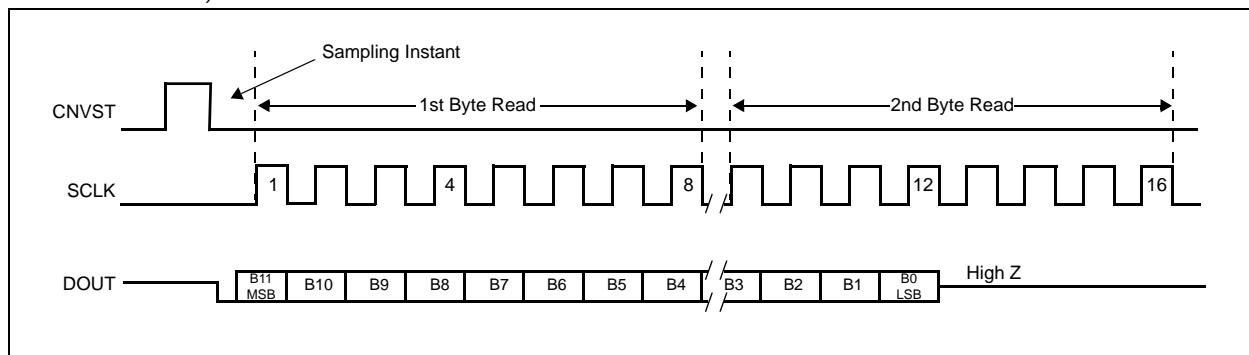 Sampling Instant
CNVST
1st Byte Read
2nd Byte Read
SCLK
1
4
8
12
16
DOUT
B11
MSB
B10
B9
B8
B7
B6
B5
B4
B3
B2
B1
B0
LSB
High Z